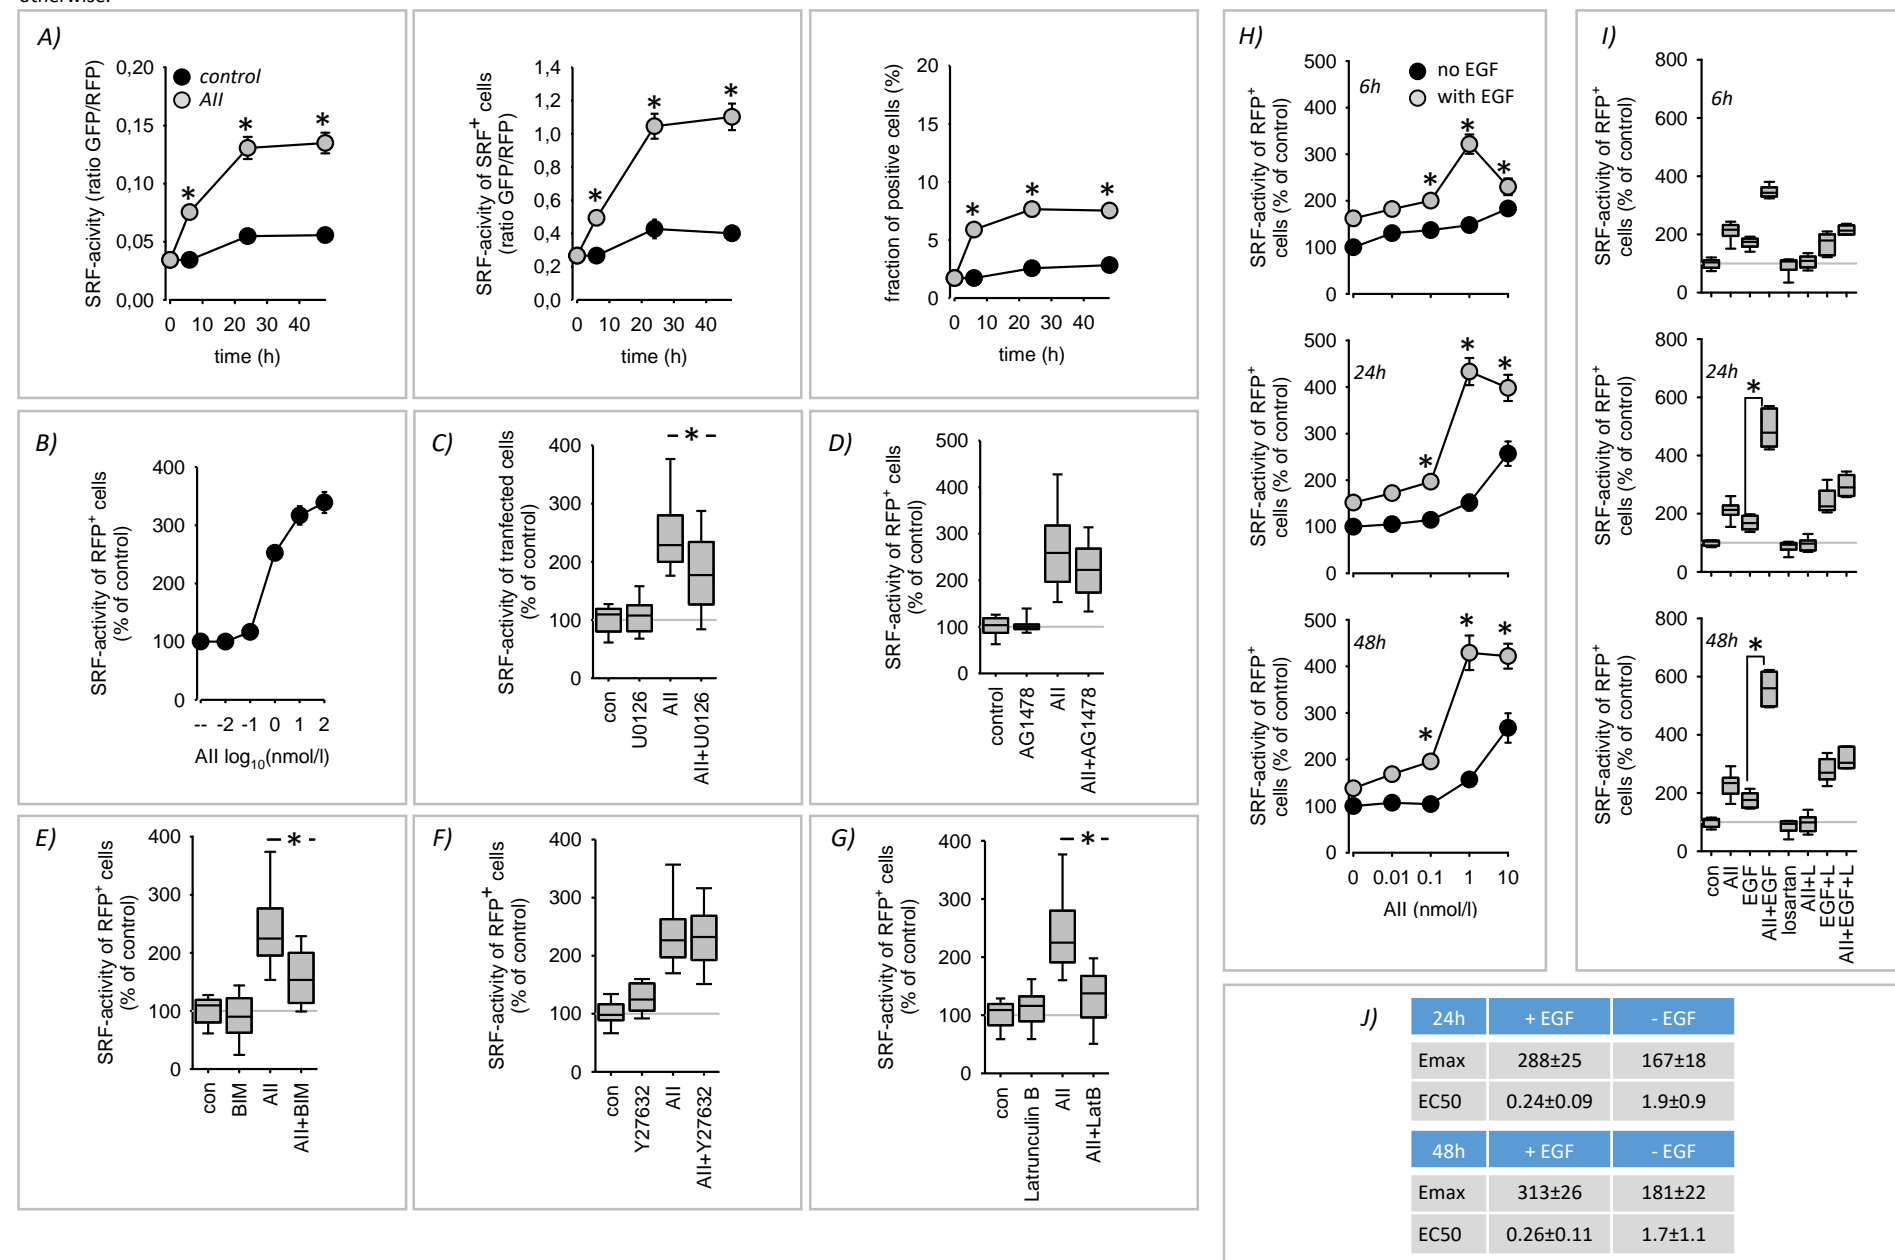 otherwise.
A)
SRF-acivity (ratio GFP/RFP)
0,20
0,15
0,10
0,05
0,00
control
AII
*
*
*
0 10 20 30 40
time (h)
SRF-acivity of SRF+ cells
(ratio GFP/RFP)
1,4
1,2
1,0
0,8
0,6
0,4
0,2
0,0
*
*
*
0 10 20 30 40
time (h)
fraction of positive cells (%)
20
15
10
5
0
*
*
*
0 10 20 30 40
time (h)
B)
SRF-activity of RFP+ cells
(% of control)
400
300
200
100
0
-- -2 -1 0 1 2
AII log10(nmol/l)
C)
SRF-activity of tranfected cells
(% of control)
400
300
200
100
0
– * –
con
U0126
AII
AII+U0126
D)
SRF-activity of RFP+ cells
(% of control)
500
400
300
200
100
0
control
AG1478
AII
AII+AG1478
E)
SRF-activity of RFP+ cells
(% of control)
400
300
200
100
0
– * -
con
BIM
AII
AII+BIM
F)
SRF-activity of RFP+ cells
(% of control)
400
300
200
100
0
con
Y27632
AII
AII+Y27632
G)
SRF-activity of RFP+ cells
(% of control)
400
300
200
100
0
– * -
con
Latrunculin B
AII
AII+LatB
H)
SRF-activity of RFP+
cells (% of control)
500
400
300
200
100
0
6h
no EGF
with EGF
*
*
*
SRF-activity of RFP+
cells (% of control)
500
400
300
200
100
0
24h
*
*
*
SRF-activity of RFP+
cells (% of control)
500
400
300
200
100
0
48h
*
*
*
0 0.01 0.1 1 10
AII (nmol/l)
I)
SRF-activity of RFP+
cells (% of control)
800
600
400
200
0
6h
SRF-activity of RFP+
cells (% of control)
800
600
400
200
0
24h
*
SRF-activity of RFP+
cells (% of control)
800
600
400
200
0
48h
*
con
AII
EGF
AII+EGF
losartan
AII+L
EGF+L
AII+EGF+L
J)
24h + EGF - EGF
Emax 288±25 167±18
EC50 0.24±0.09 1.9±0.9
48h + EGF - EGF
Emax 313±26 181±22
EC50 0.26±0.11 1.7±1.1